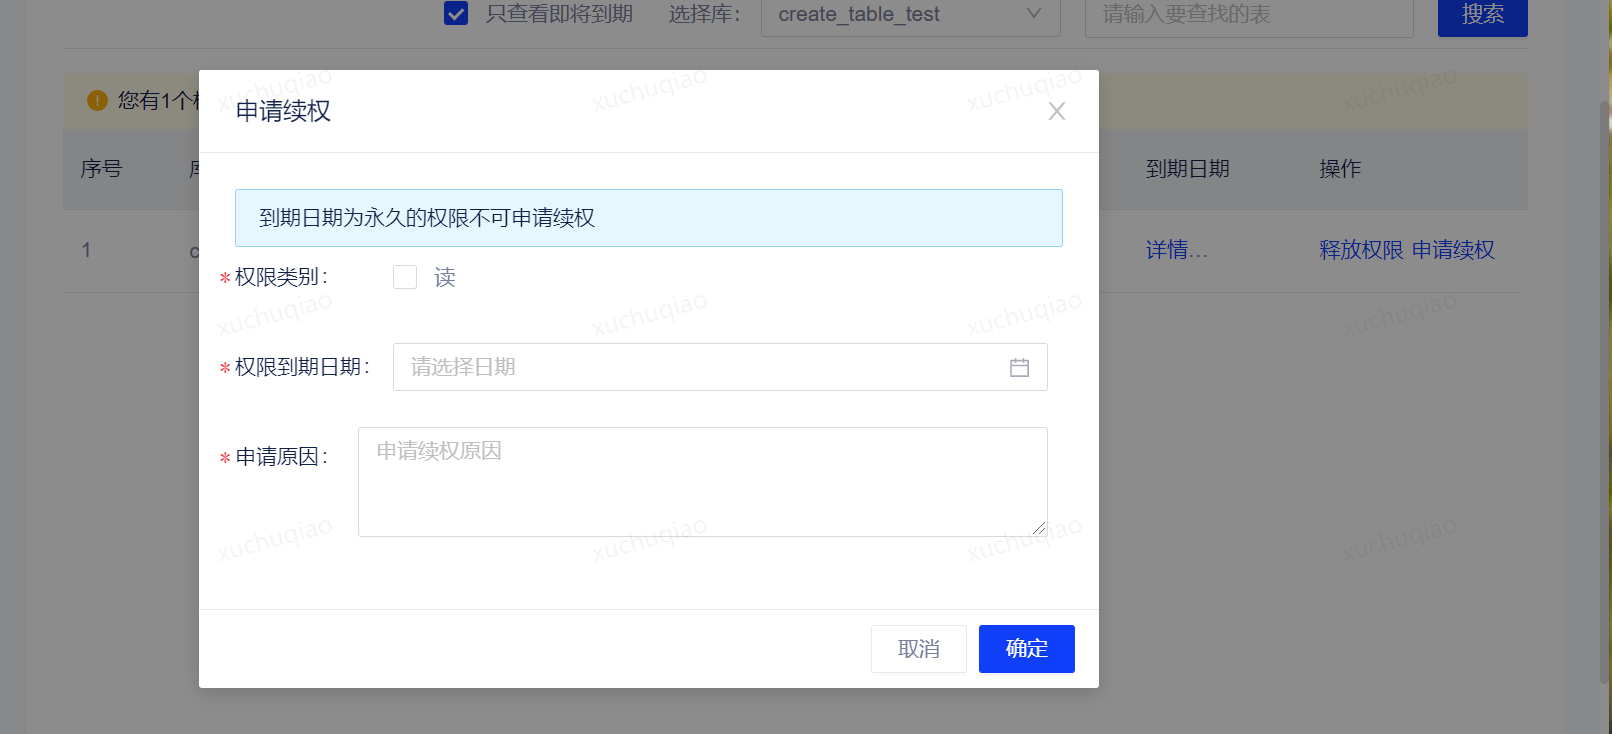 只查看即将到期 选择库： create_table_test 请输入要查找的表 搜索
您有1个
申请续权
序号 到期日期 操作
到期日期为永久的权限不可申请续权
1 详情... 释放权限 申请续权
*权限类别： 读
*权限到期日期： 请选择日期
*申请原因： 申请续权原因
取消 确定
xuchuqiao xuchuqiao xuchuqiao xuchuqiao
xuchuqiao xuchuqiao xuchuqiao xuchuqiao
xuchuqiao xuchuqiao xuchuqiao xuchuqiao